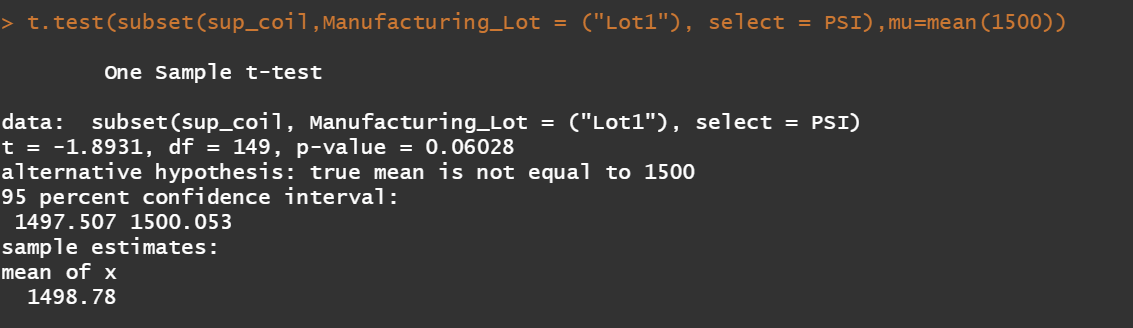 > t.test(subset(sup_coil,Manufacturing_Lot = ("Lot1"), select = PSI),mu=mean(1500))
One Sample t-test
data:  subset(sup_coil, Manufacturing_Lot = ("Lot1"), select = PSI)
t = -1.8931, df = 149, p-value = 0.06028
alternative hypothesis: true mean is not equal to 1500
95 percent confidence interval:
1497.507 1500.053
sample estimates:
mean of x
1498.78